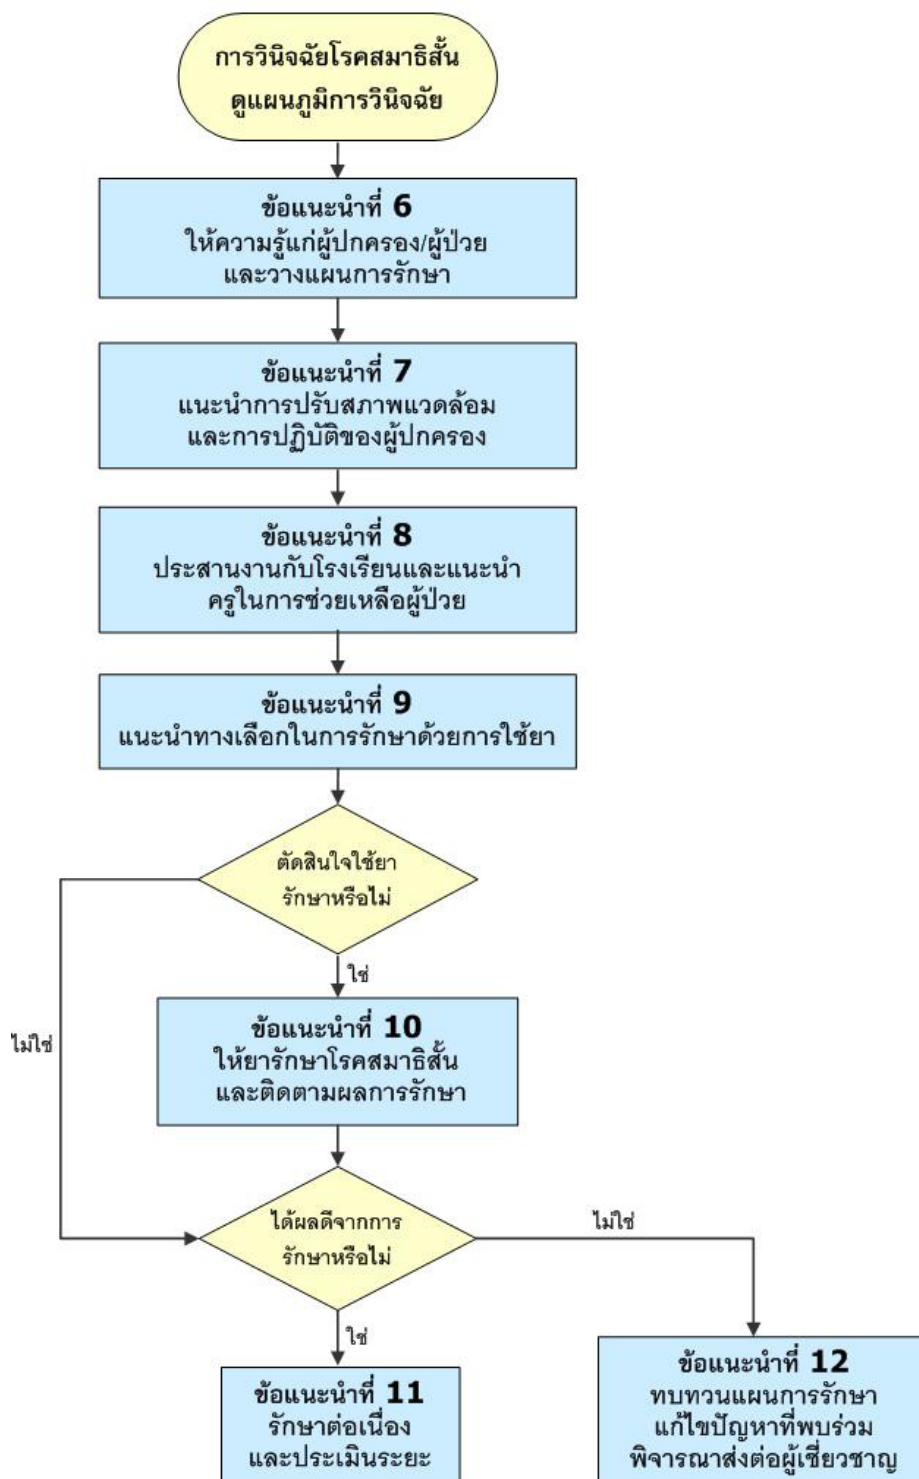 การวินิจฉัยโรคสมาธิสั้น
ดูแผนภูมิการวินิจฉัย
ข้อแนะนำที่ 6
ให้ความรู้แก่ผู้ปกครอง/ผู้ป่วย
และวางแผนการรักษา
ข้อแนะนำที่ 7
แนะนำการปรับสภาพแวดล้อม
และการปฏิบัติของผู้ปกครอง
ข้อแนะนำที่ 8
ประสานงานกับโรงเรียนและแนะนำ
ครูในการช่วยเหลือผู้ป่วย
ข้อแนะนำที่ 9
แนะนำทางเลือกในการรักษาด้วยการใช้ยา
ตัดสินใจใช้ยา
รักษาหรือไม่
ใช่
ไม่ใช่
ข้อแนะนำที่ 10
ให้ยารักษาโรคสมาธิสั้น
และติดตามผลการรักษา
ได้ผลดีจากการ
รักษาหรือไม่
ไม่ใช่
ใช่
ข้อแนะนำที่ 11
รักษาต่อเนื่อง
และประเมินระยะ
ข้อแนะนำที่ 12
ทบทวนแผนการรักษา
แก้ไขปัญหาที่พบร่วม
พิจารณาส่งต่อผู้เชี่ยวชาญ